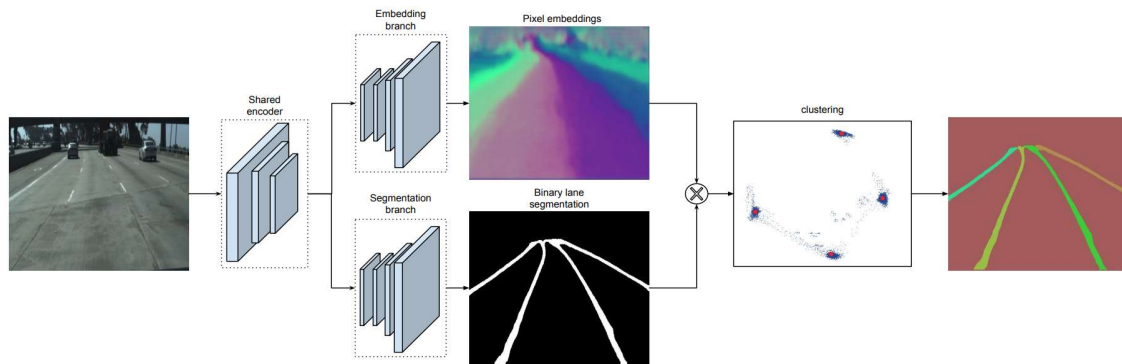 Embedding
branch
Pixel embeddings
Shared
encoder
clustering
Segmentation
branch
Binary lane
segmentation